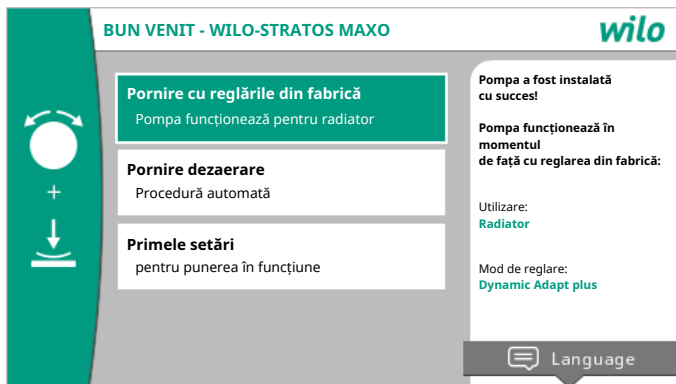 BUN VENIT - WILO-STRATOS MAXO
wilo
Pornire cu reglările din fabrică
Pompa funcționează pentru radiator
Pornire dezaerare
Procedură automată
Primele setări
pentru punerea în funcțiune
+
Pompa a fost instalată
cu succes!
Pompa funcționează în
momentul
de față cu reglarea din fabrică:
Utilizare:
Radiator
Mod de reglare:
Dynamic Adapt plus
Language